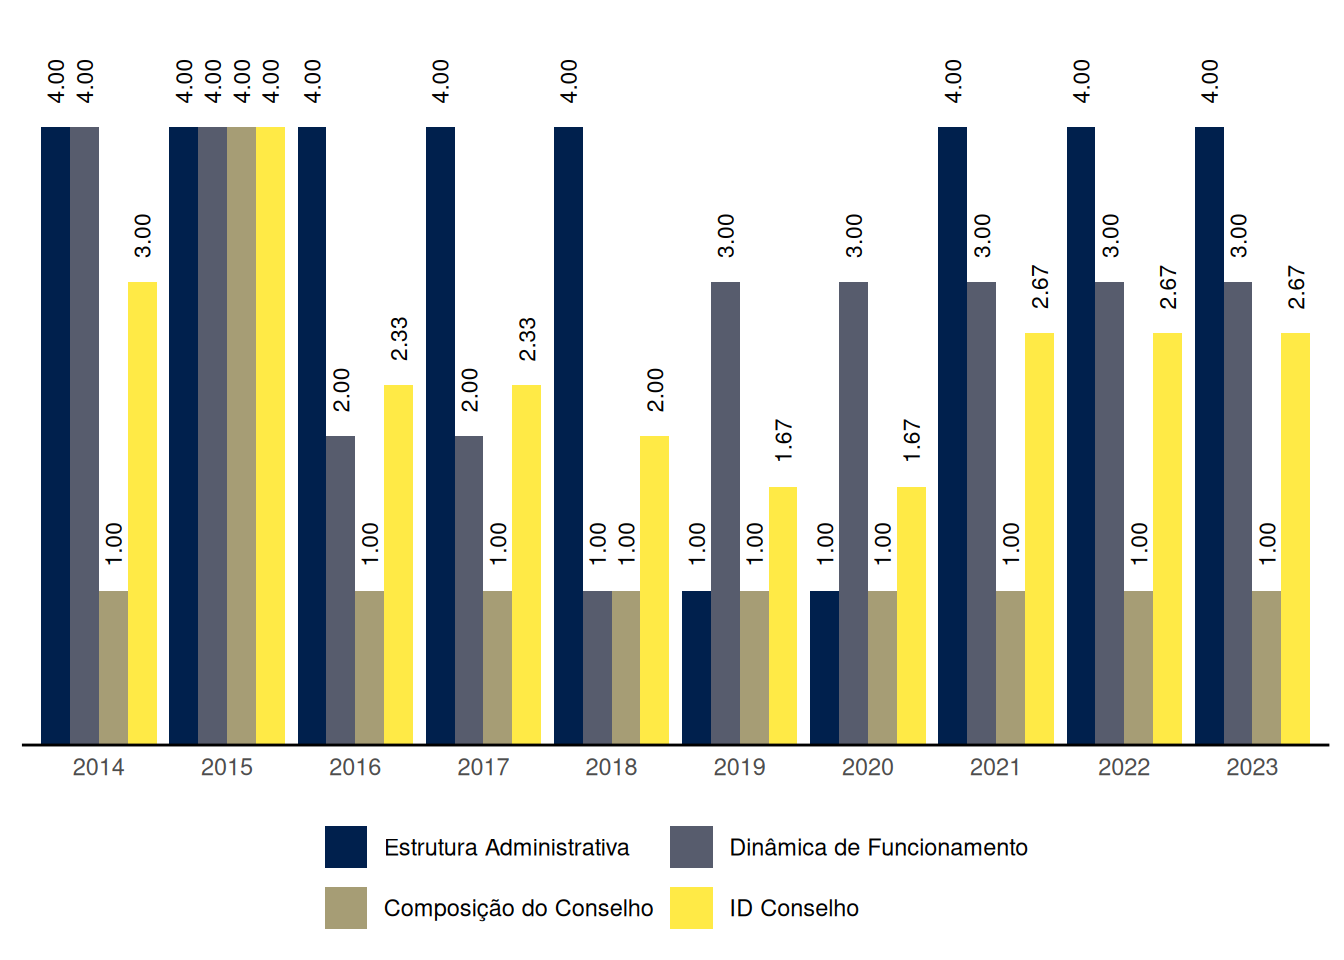 4.00 4.00 1.00 3.00
4.00 4.00 4.00 4.00
4.00 2.00 1.00 2.33
4.00 2.00 1.00 2.33
4.00 1.00 1.00 2.00
1.00 3.00 1.00 1.67
1.00 3.00 1.00 1.67
4.00 3.00 1.00 2.67
4.00 3.00 1.00 2.67
4.00 3.00 1.00 2.67
2014 2015 2016 2017 2018 2019 2020 2021 2022 2023
Estrutura Administrativa Dinâmica de Funcionamento
Composição do Conselho ID Conselho